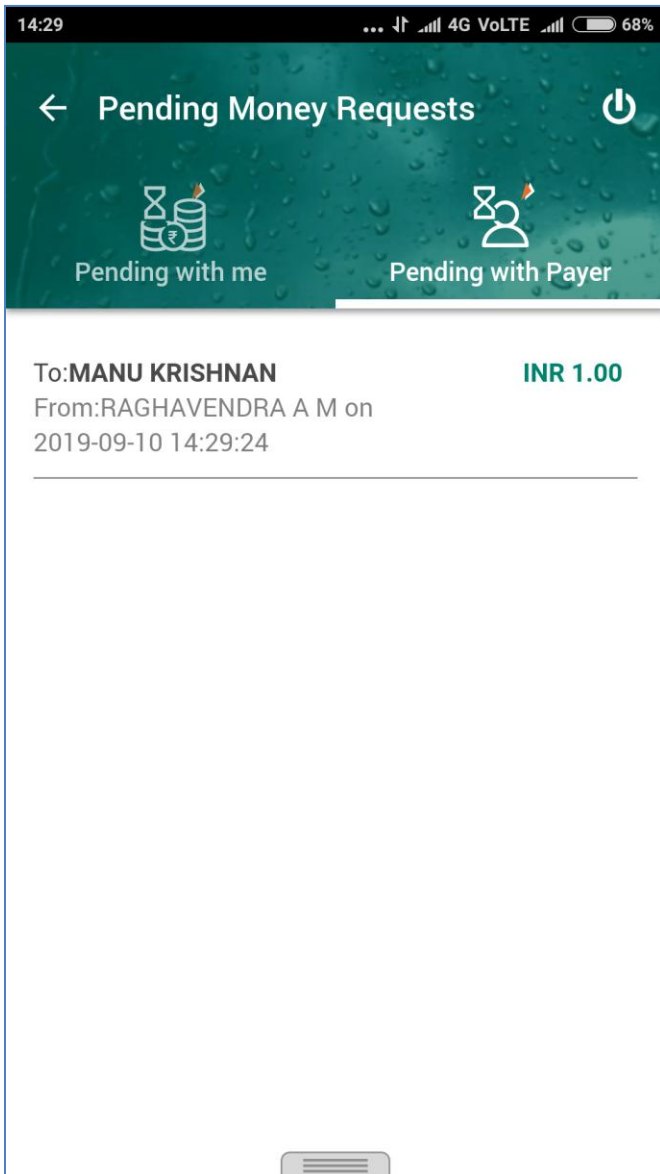 14:29 ... 4G VoLTE 68%
Pending Money Requests
Pending with me Pending with Payer
To:MANU KRISHNAN INR 1.00
From:RAGHAVENDRA A M on
2019-09-10 14:29:24